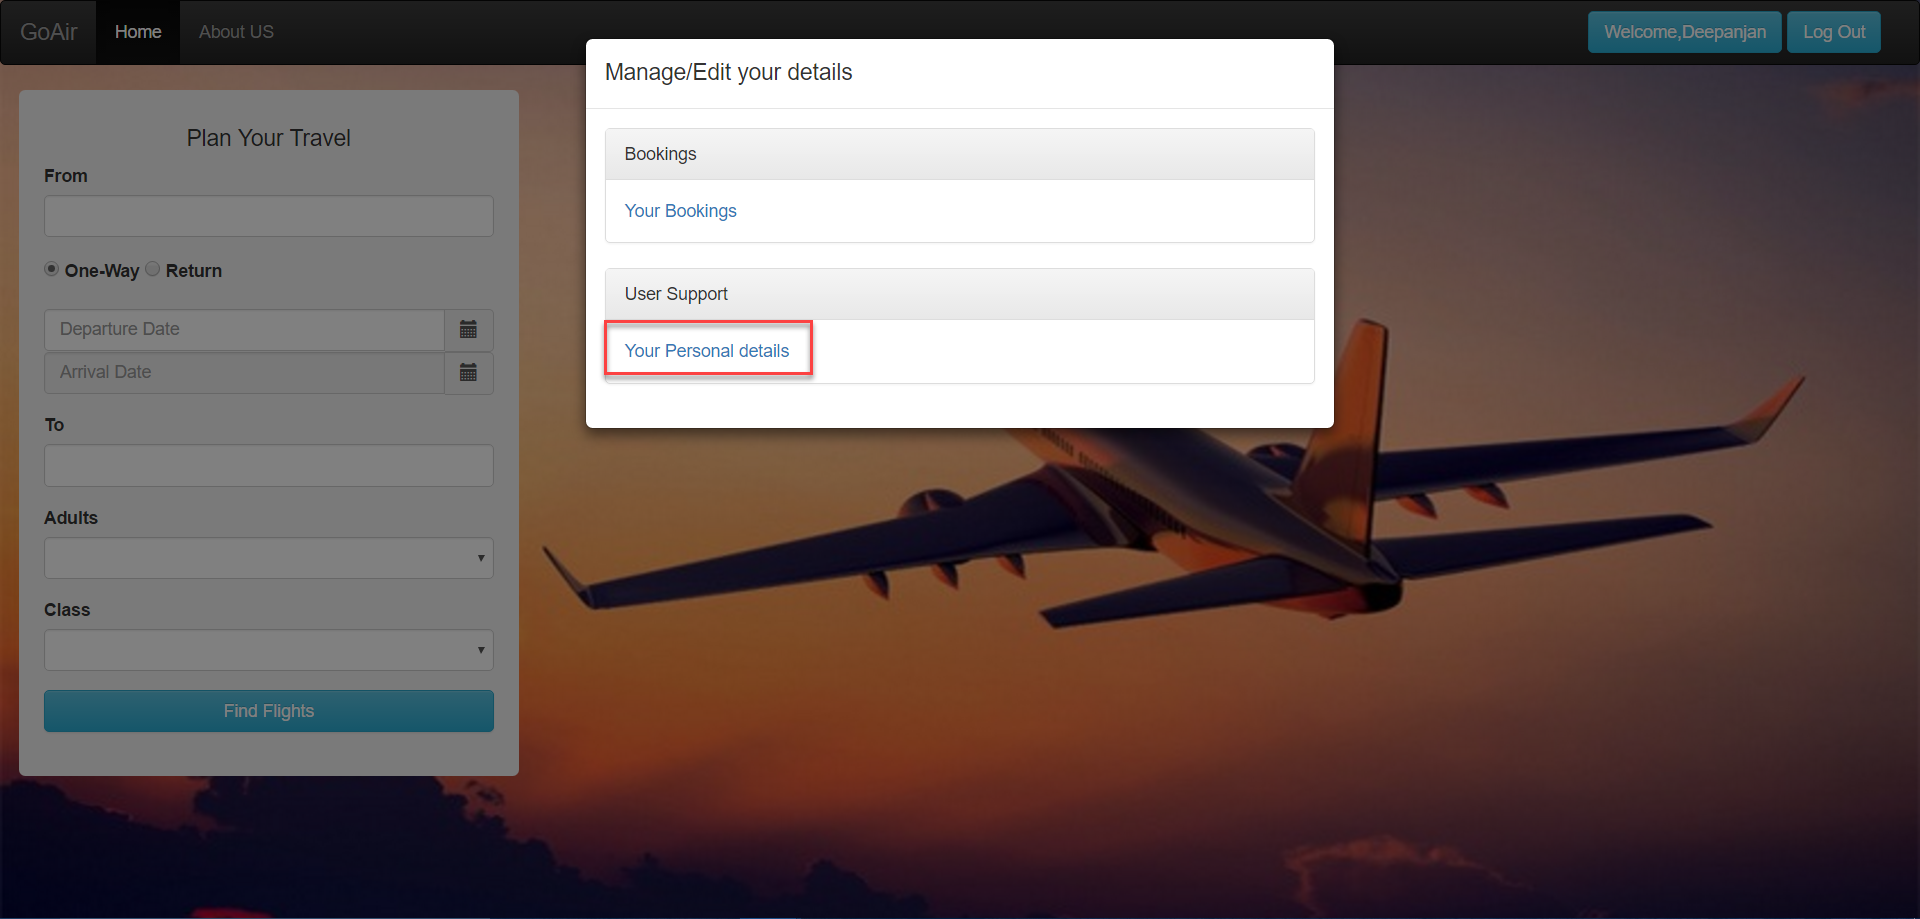 GoAir
Home
About US
Welcome,Deepanjan
Log Out
Manage/Edit your details
Bookings
Your Bookings
User Support
Your Personal details
Plan Your Travel
From
One-Way Return
Departure Date
Arrival Date
To
Adults
Class
Find Flights